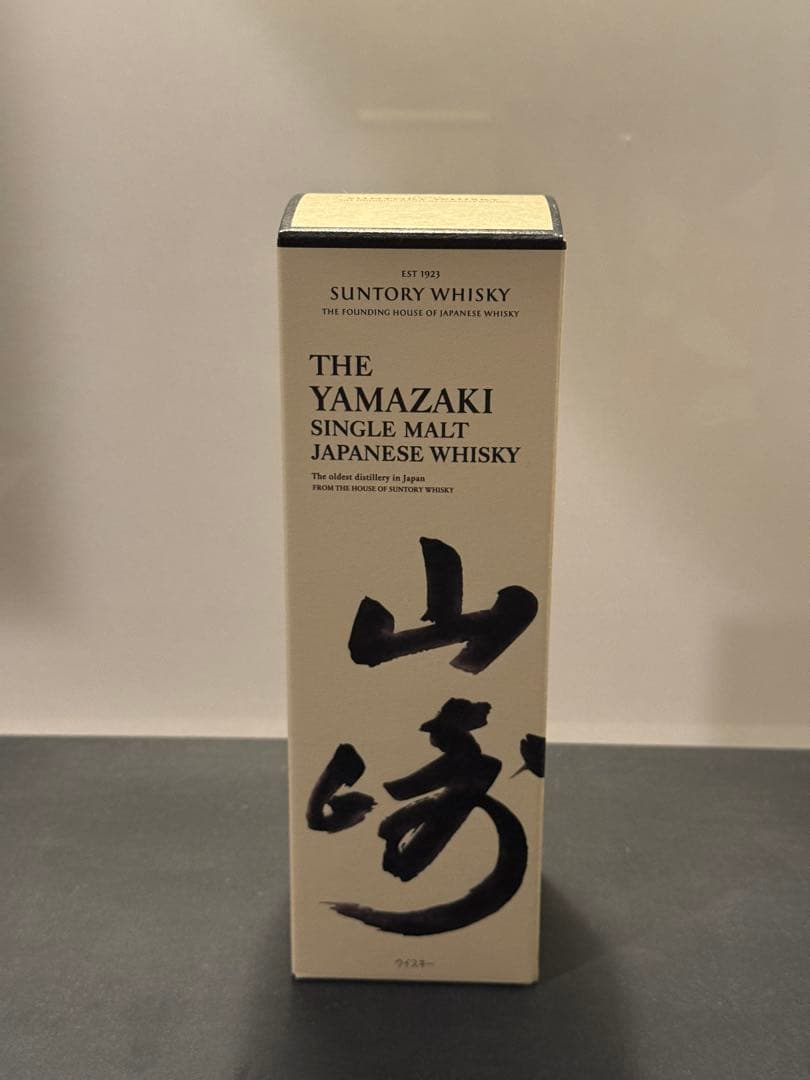 EST 1923
SUNTORY WHISKY
THE FOUNDING HOUSE OF JAPANESE WHISKY
THE
YAMAZAKI
SINGLE MALT
JAPANESE WHISKY
The oldest distillery in Japan
FROM THE HOUSE OF SUNTORY WHISKY
山
崎
ウイスキー